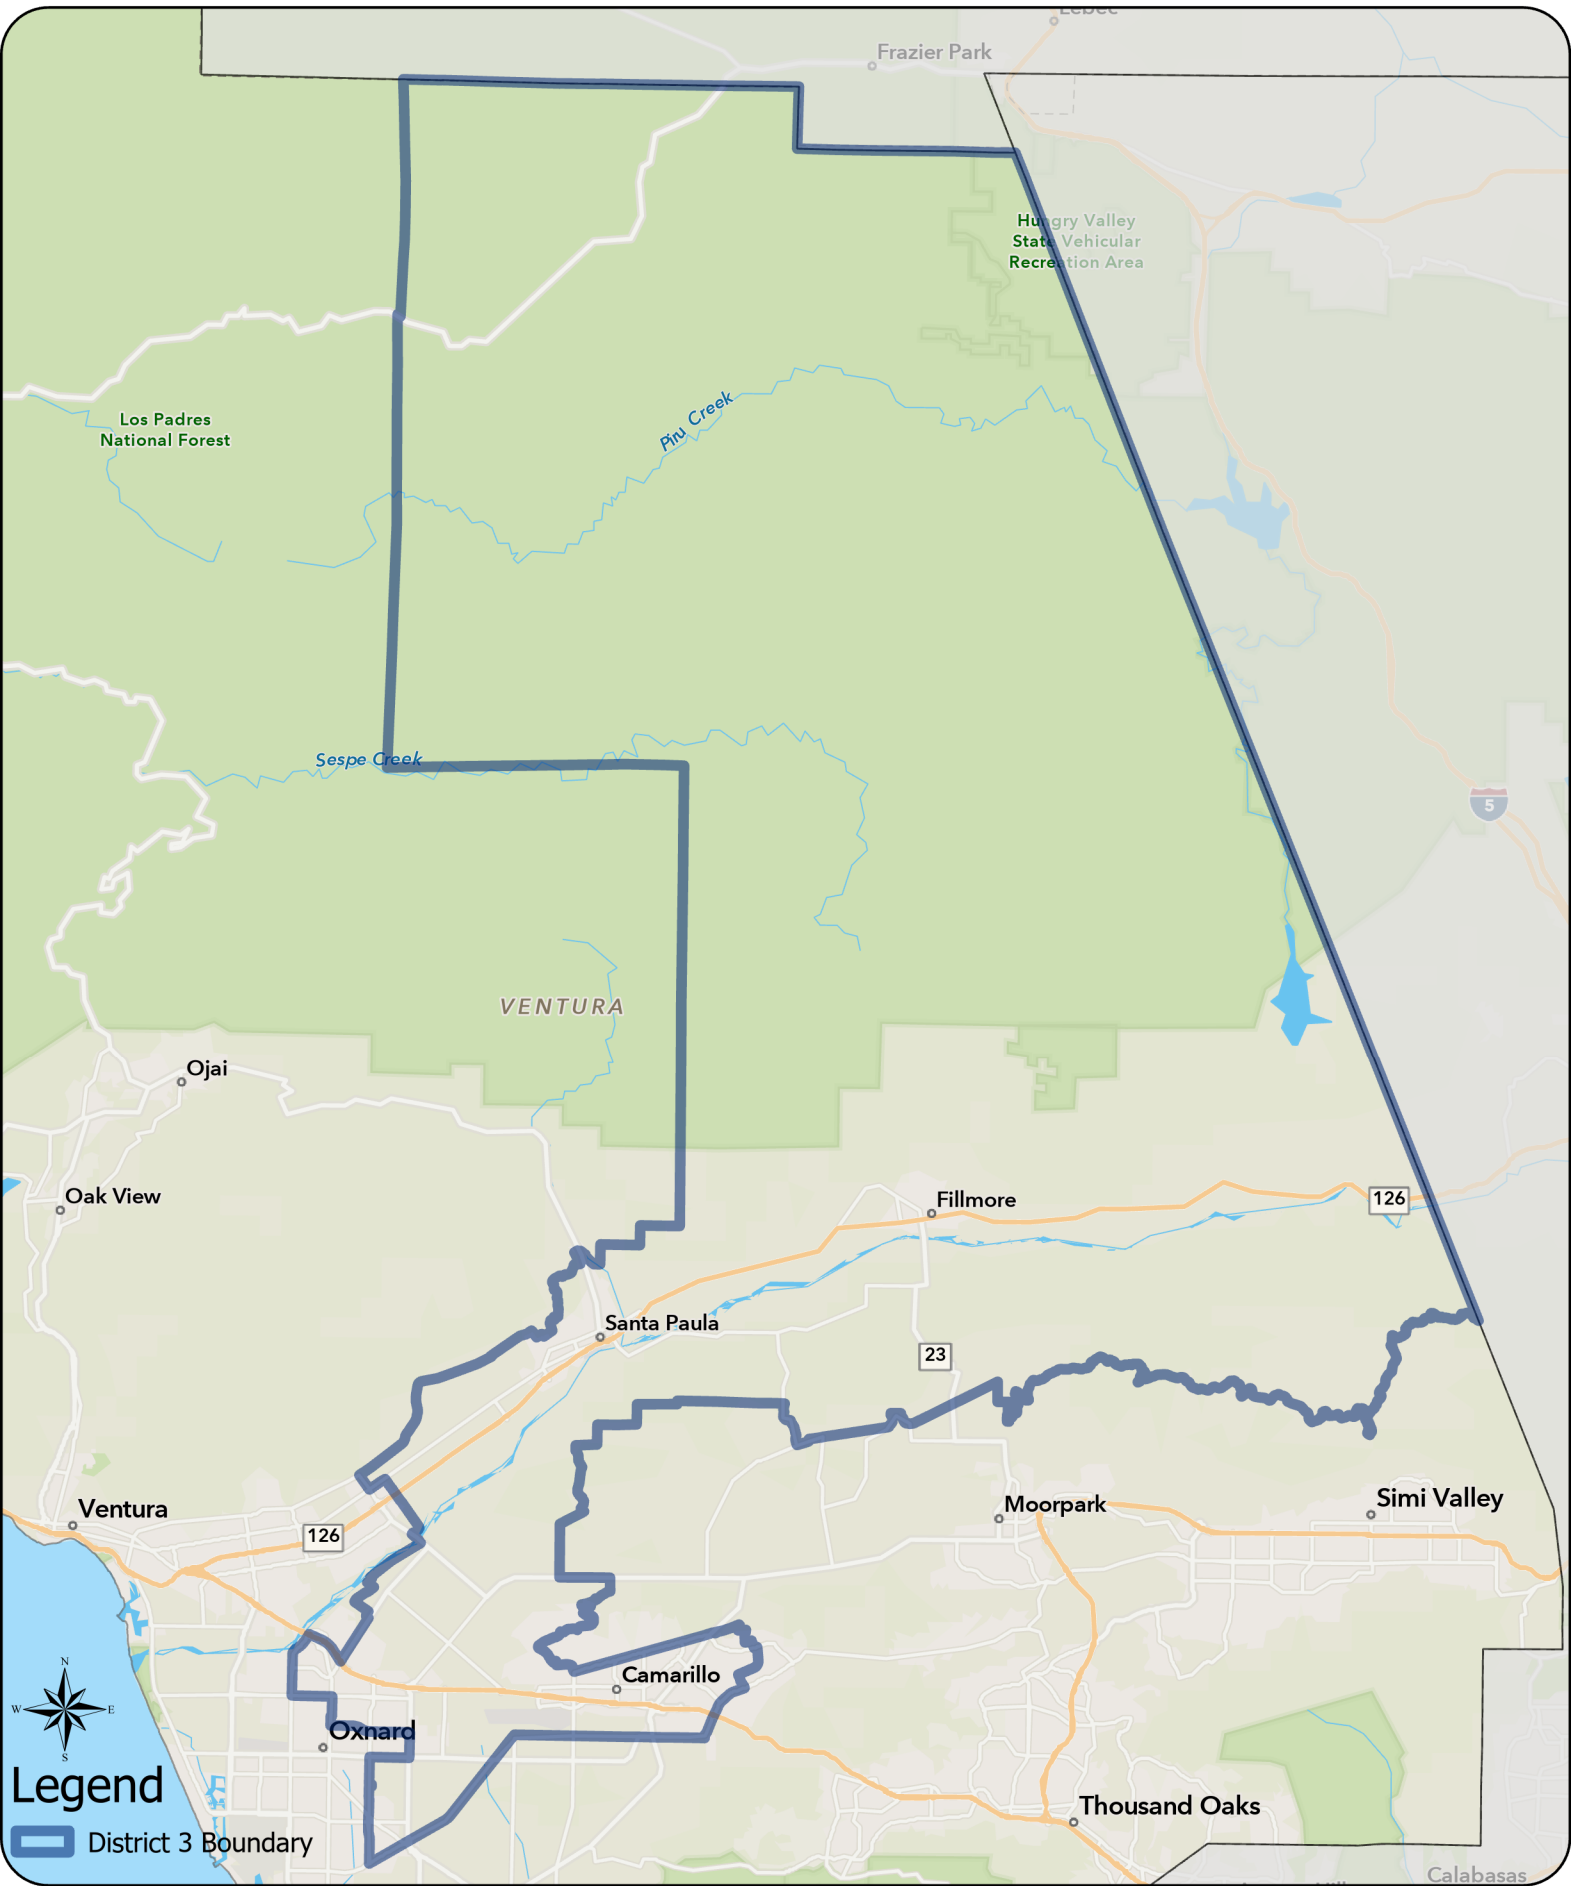 Lebec
Frazier Park
Hungry Valley
State Vehicular
Recreation Area
Los Padres
National Forest
Piru Creek
Sespe Creek
5
VENTURA
Ojai
Oak View
Fillmore
126
Santa Paula
23
Ventura
126
Moorpark
Simi Valley
Camarillo
N
W
E
S
Oxnard
Legend
District 3 Boundary
Thousand Oaks
Calabasas